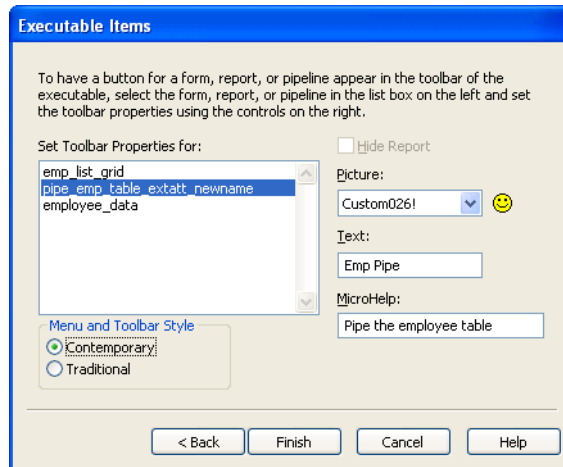 Executable Items
To have a button for a form, report, or pipeline appear in the toolbar of the
executable, select the form, report, or pipeline in the list box on the left and set
the toolbar properties using the controls on the right.
Set Toolbar Properties for:
emp_list_grid
pipe_emp_table_extatt_newname
employee_data
Menu and Toolbar Style
Contemporary
Traditional
Hide Report
Picture:
Custom026!
Text:
Emp Pipe
MicroHelp:
Pipe the employee table
< Back
Finish
Cancel
Help